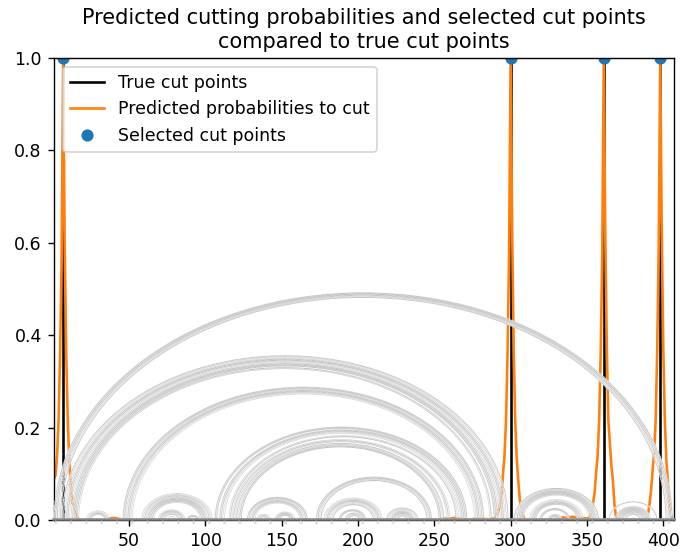 Predicted cutting probabilities and selected cut points
compared to true cut points
True cut points
Predicted probabilities to cut
Selected cut points
1.0
0.8
0.6
0.4
0.2
0.0
50 100 150 200 250 300 350 400